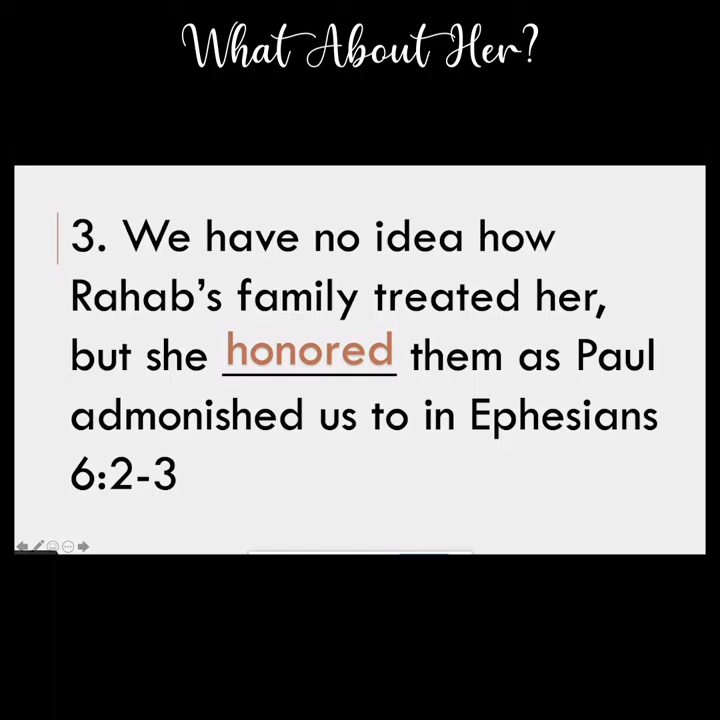 What About Her?
3. We have no idea how
Rahab’s family treated her,
but she honored them as Paul
admonished us to in Ephesians
6:2-3